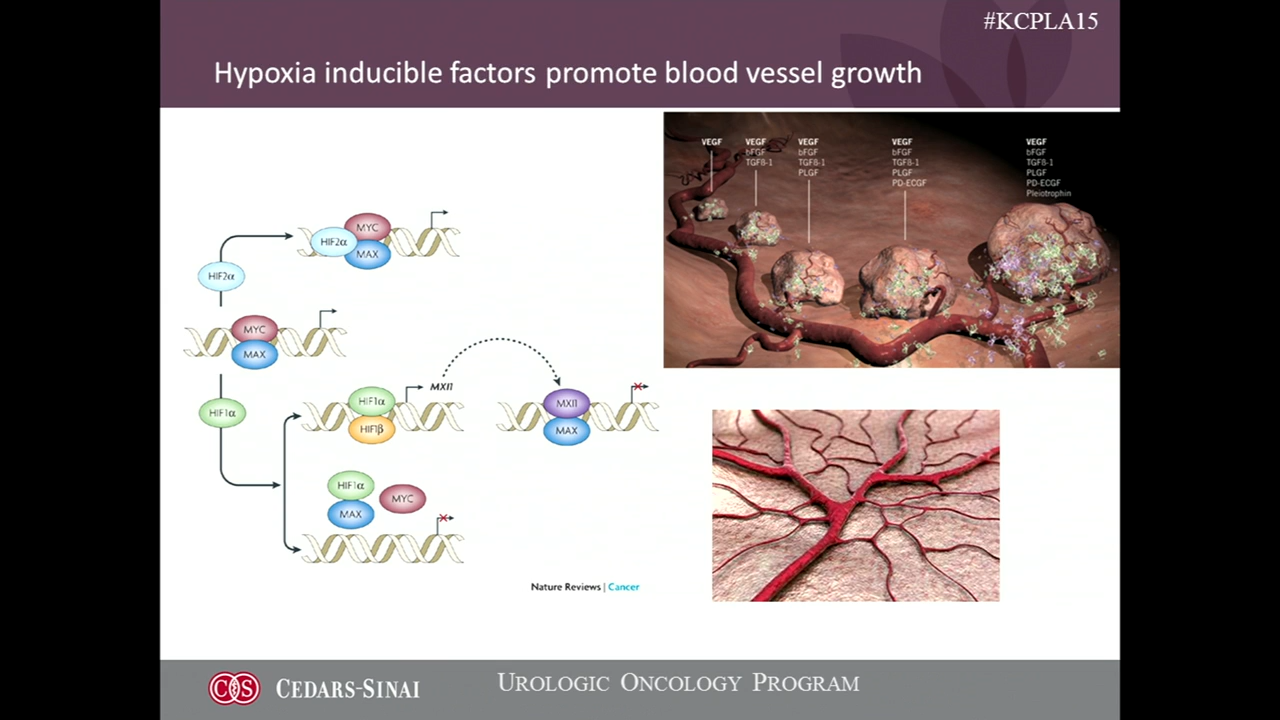 #KCPLA15
Hypoxia inducible factors promote blood vessel growth
VEGF
VEGF
bFGF
TGFß-1
VEGF
bFGF
TGFß-1
PLGF
VEGF
bFGF
TGFß-1
PLGF
PD-ECGF
VEGF
bFGF
TGFß-1
PLGF
PD-ECGF
Pleiotrophin
MYC
HIF2α
MAX
HIF2α
MYC
MAX
HIF1α
HIF1α
HIF1β
MXI1
MXI1
MAX
HIF1α
MAX
MYC
Nature Reviews | Cancer
CS
CEDARS-SINAI
UROLOGIC ONCOLOGY PROGRAM